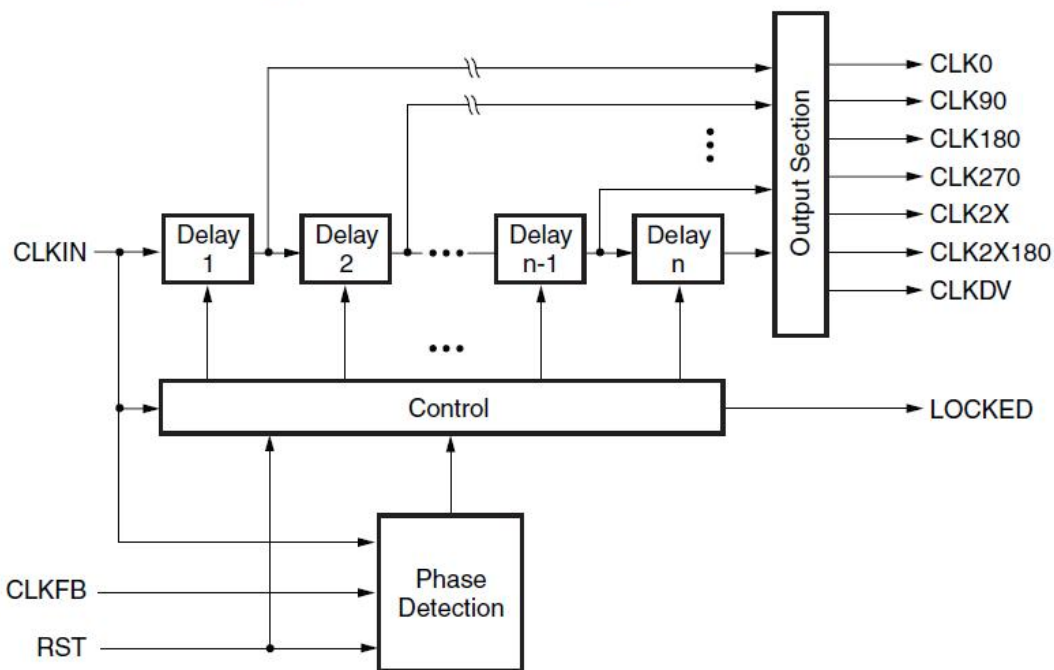 CLK0
CLK90
CLK180
CLK270
CLK2X
CLK2X180
CLKDV
Output Section
CLKIN
Delay
1
Delay
2
Delay
n-1
Delay
n
Control
LOCKED
Phase
Detection
CLKFB
RST